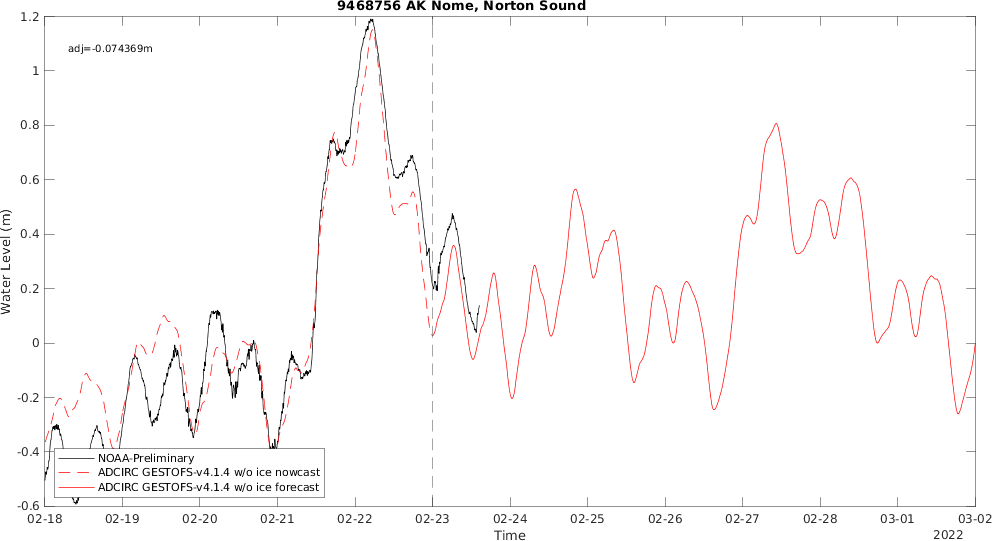 9468756 AK Nome, Norton Sound
adj=-0.074369m
1.2
1
0.8
0.6
0.4
0.2
0
-0.2
-0.4
-0.6
Water Level (m)
NOAA-Preliminary
ADCIRC GESTOFS-v4.1.4 w/o ice nowcast
ADCIRC GESTOFS-v4.1.4 w/o ice forecast
02-18 02-19 02-20 02-21 02-22 02-23 02-24 02-25 02-26 02-27 02-28 03-01 03-02
Time
2022